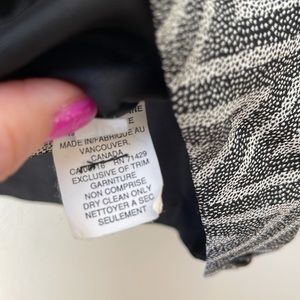 MADE IN/FABRIQUE AU
VANCOUVER,
CANADA
RN 71429
EXCLUSIVE OF TRIM
GARNITURE
NON COMPRISE
DRY CLEAN ONLY
NETTOYER A SEC
SEULEMENT